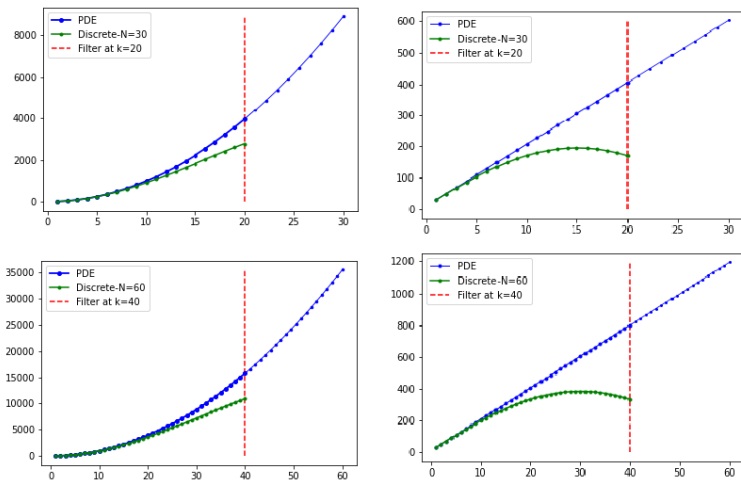 PDE
Discrete-N=30
Filter at k=20
8000
6000
4000
2000
0
0 5 10 15 20 25 30
PDE
Discrete-N=30
Filter at k=20
600
500
400
300
200
100
0
0 5 10 15 20 25 30
PDE
Discrete-N=60
Filter at k=40
35000
30000
25000
20000
15000
10000
5000
0
0 10 20 30 40 50 60
PDE
Discrete-N=60
Filter at k=40
1200
1000
800
600
400
200
0
0 10 20 30 40 50 60